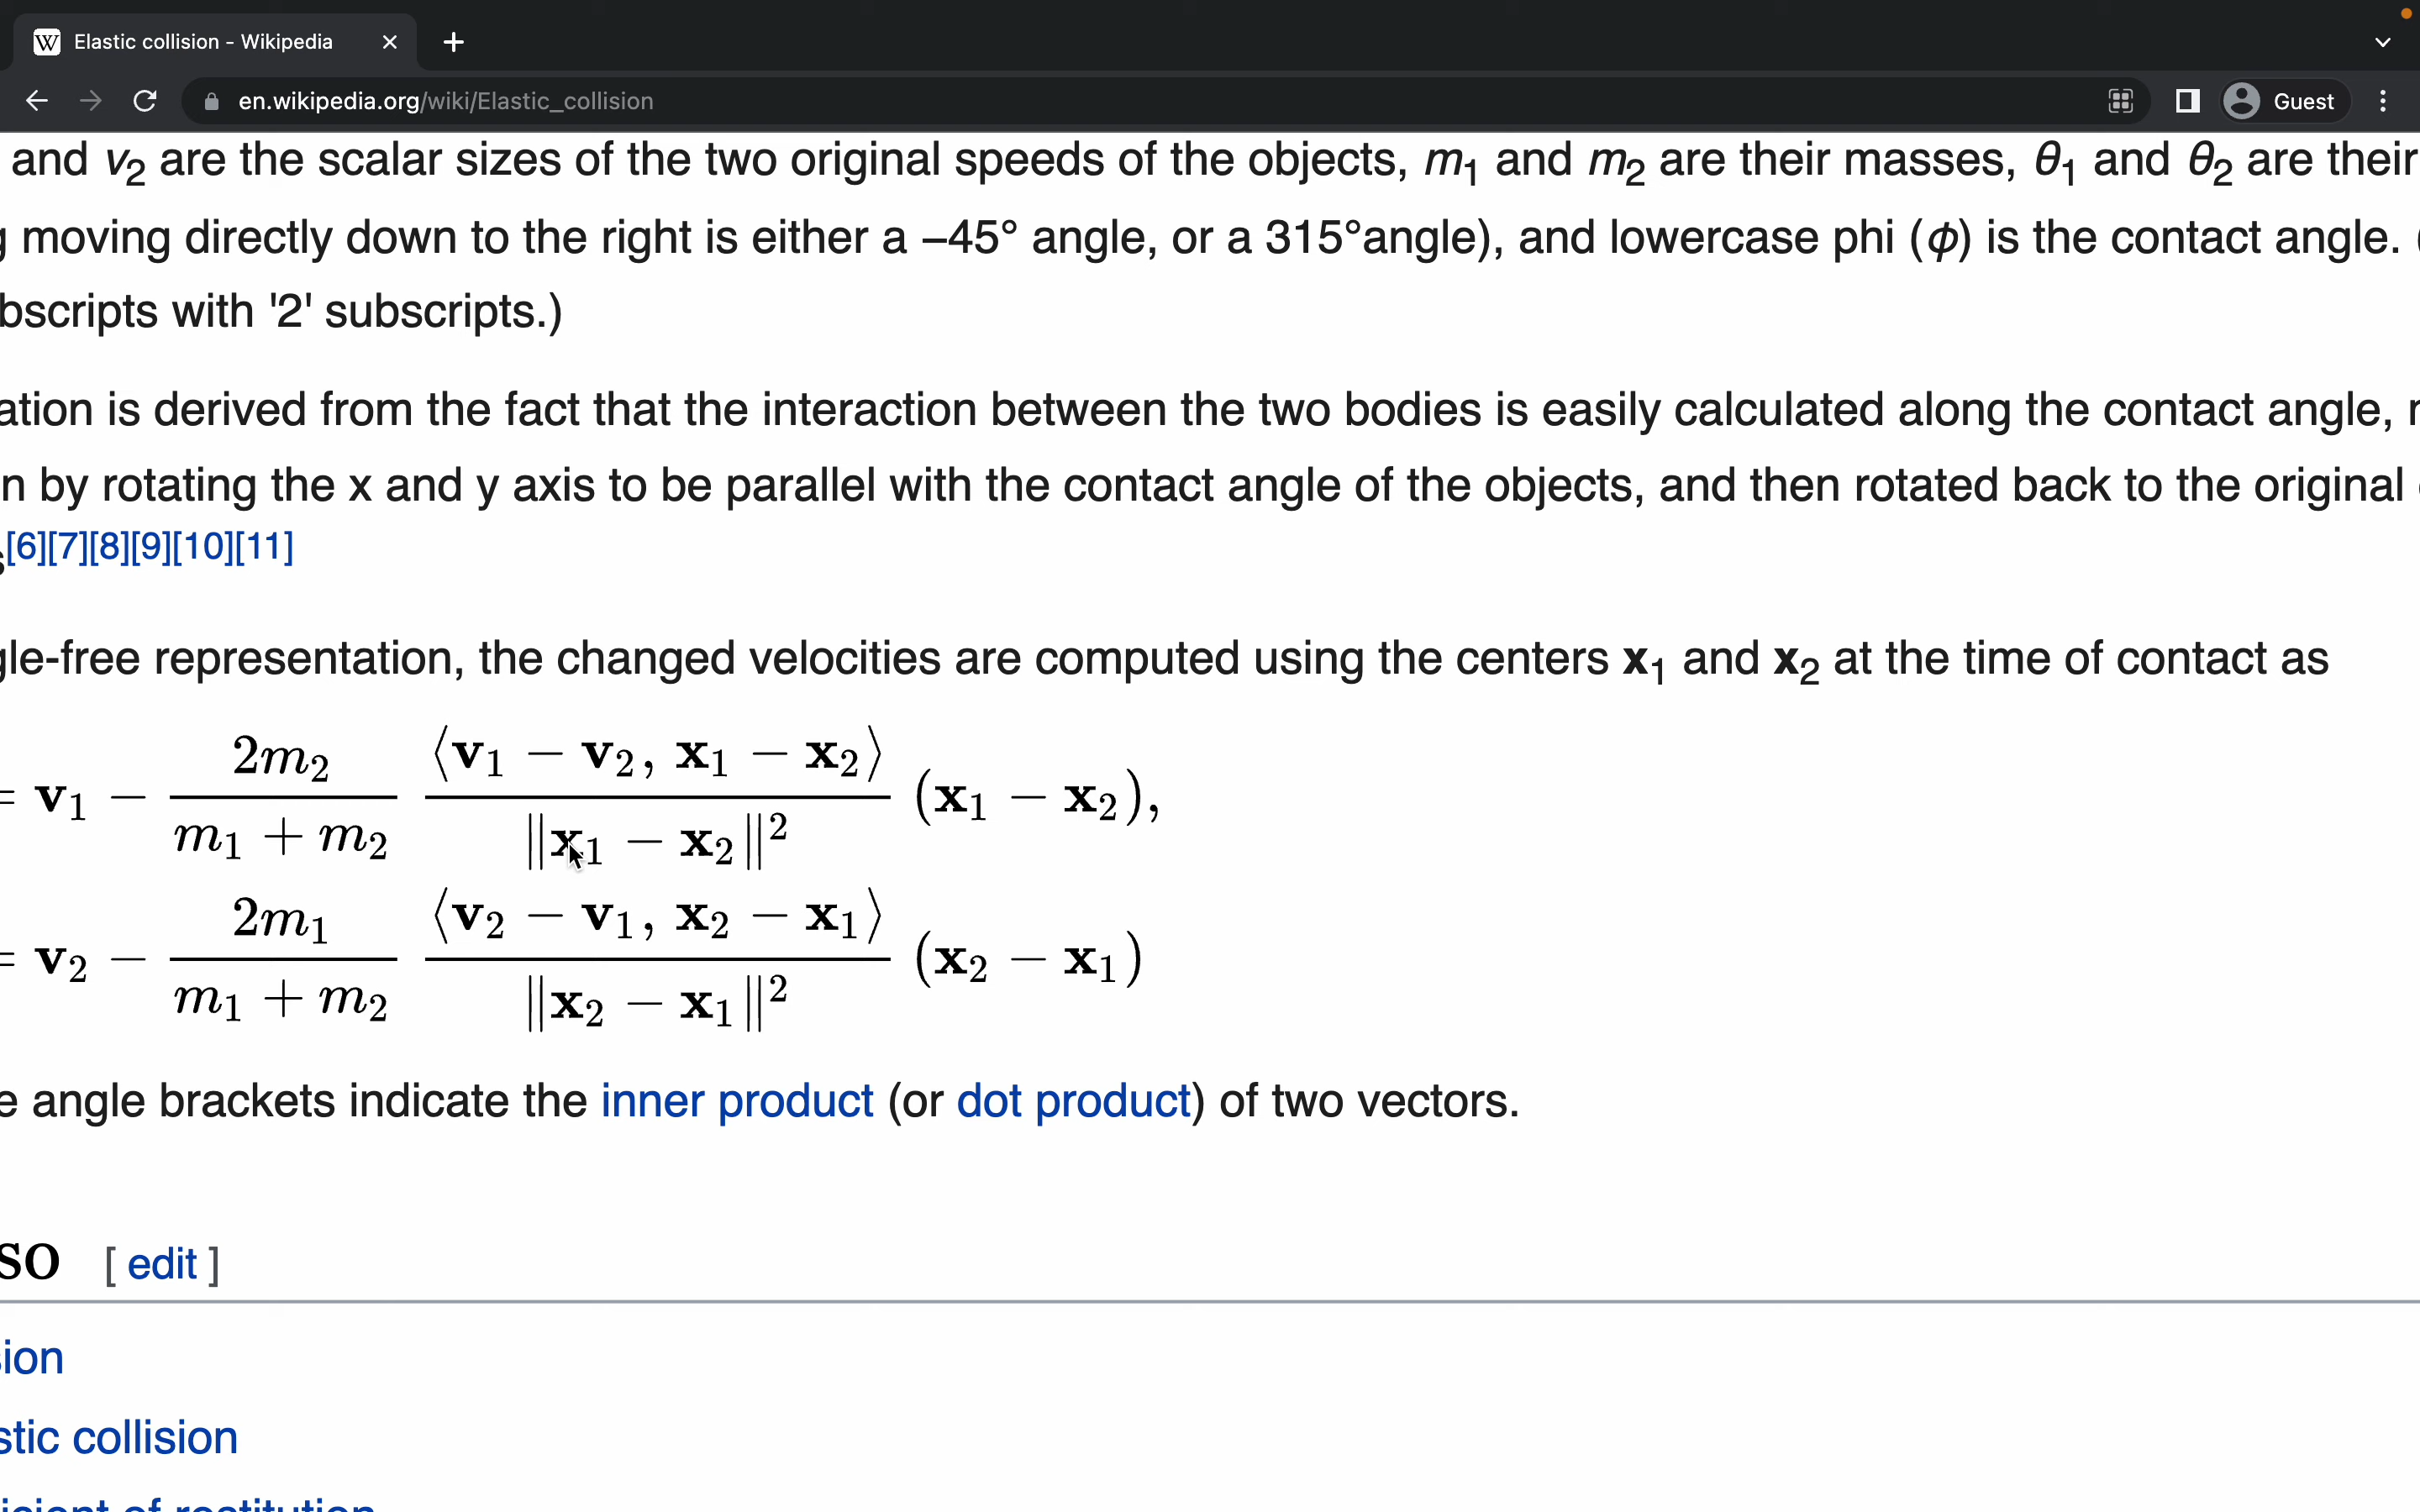 Elastic collision - Wikipedia
en.wikipedia.org/wiki/Elastic_collision
Guest
and v₂ are the scalar sizes of the two original speeds of the objects, m₁ and m₂ are their masses, θ₁ and θ₂ are their
moving directly down to the right is either a −45° angle, or a 315°angle), and lowercase phi (ϕ) is the contact angle. (
bscripts with '2' subscripts.)
ation is derived from the fact that the interaction between the two bodies is easily calculated along the contact angle,
n by rotating the x and y axis to be parallel with the contact angle of the objects, and then rotated back to the original
[6][7][8][9][10][11]
gle-free representation, the changed velocities are computed using the centers x₁ and x₂ at the time of contact as
= v₁ − 2m₂/(m₁ + m₂) ⟨v₁ − v₂, x₁ − x₂⟩/‖x₁ − x₂‖² (x₁ − x₂),
= v₂ − 2m₁/(m₁ + m₂) ⟨v₂ − v₁, x₂ − x₁⟩/‖x₂ − x₁‖² (x₂ − x₁)
e angle brackets indicate the inner product (or dot product) of two vectors.
so [ edit ]
sion
stic collision
icient of restitution